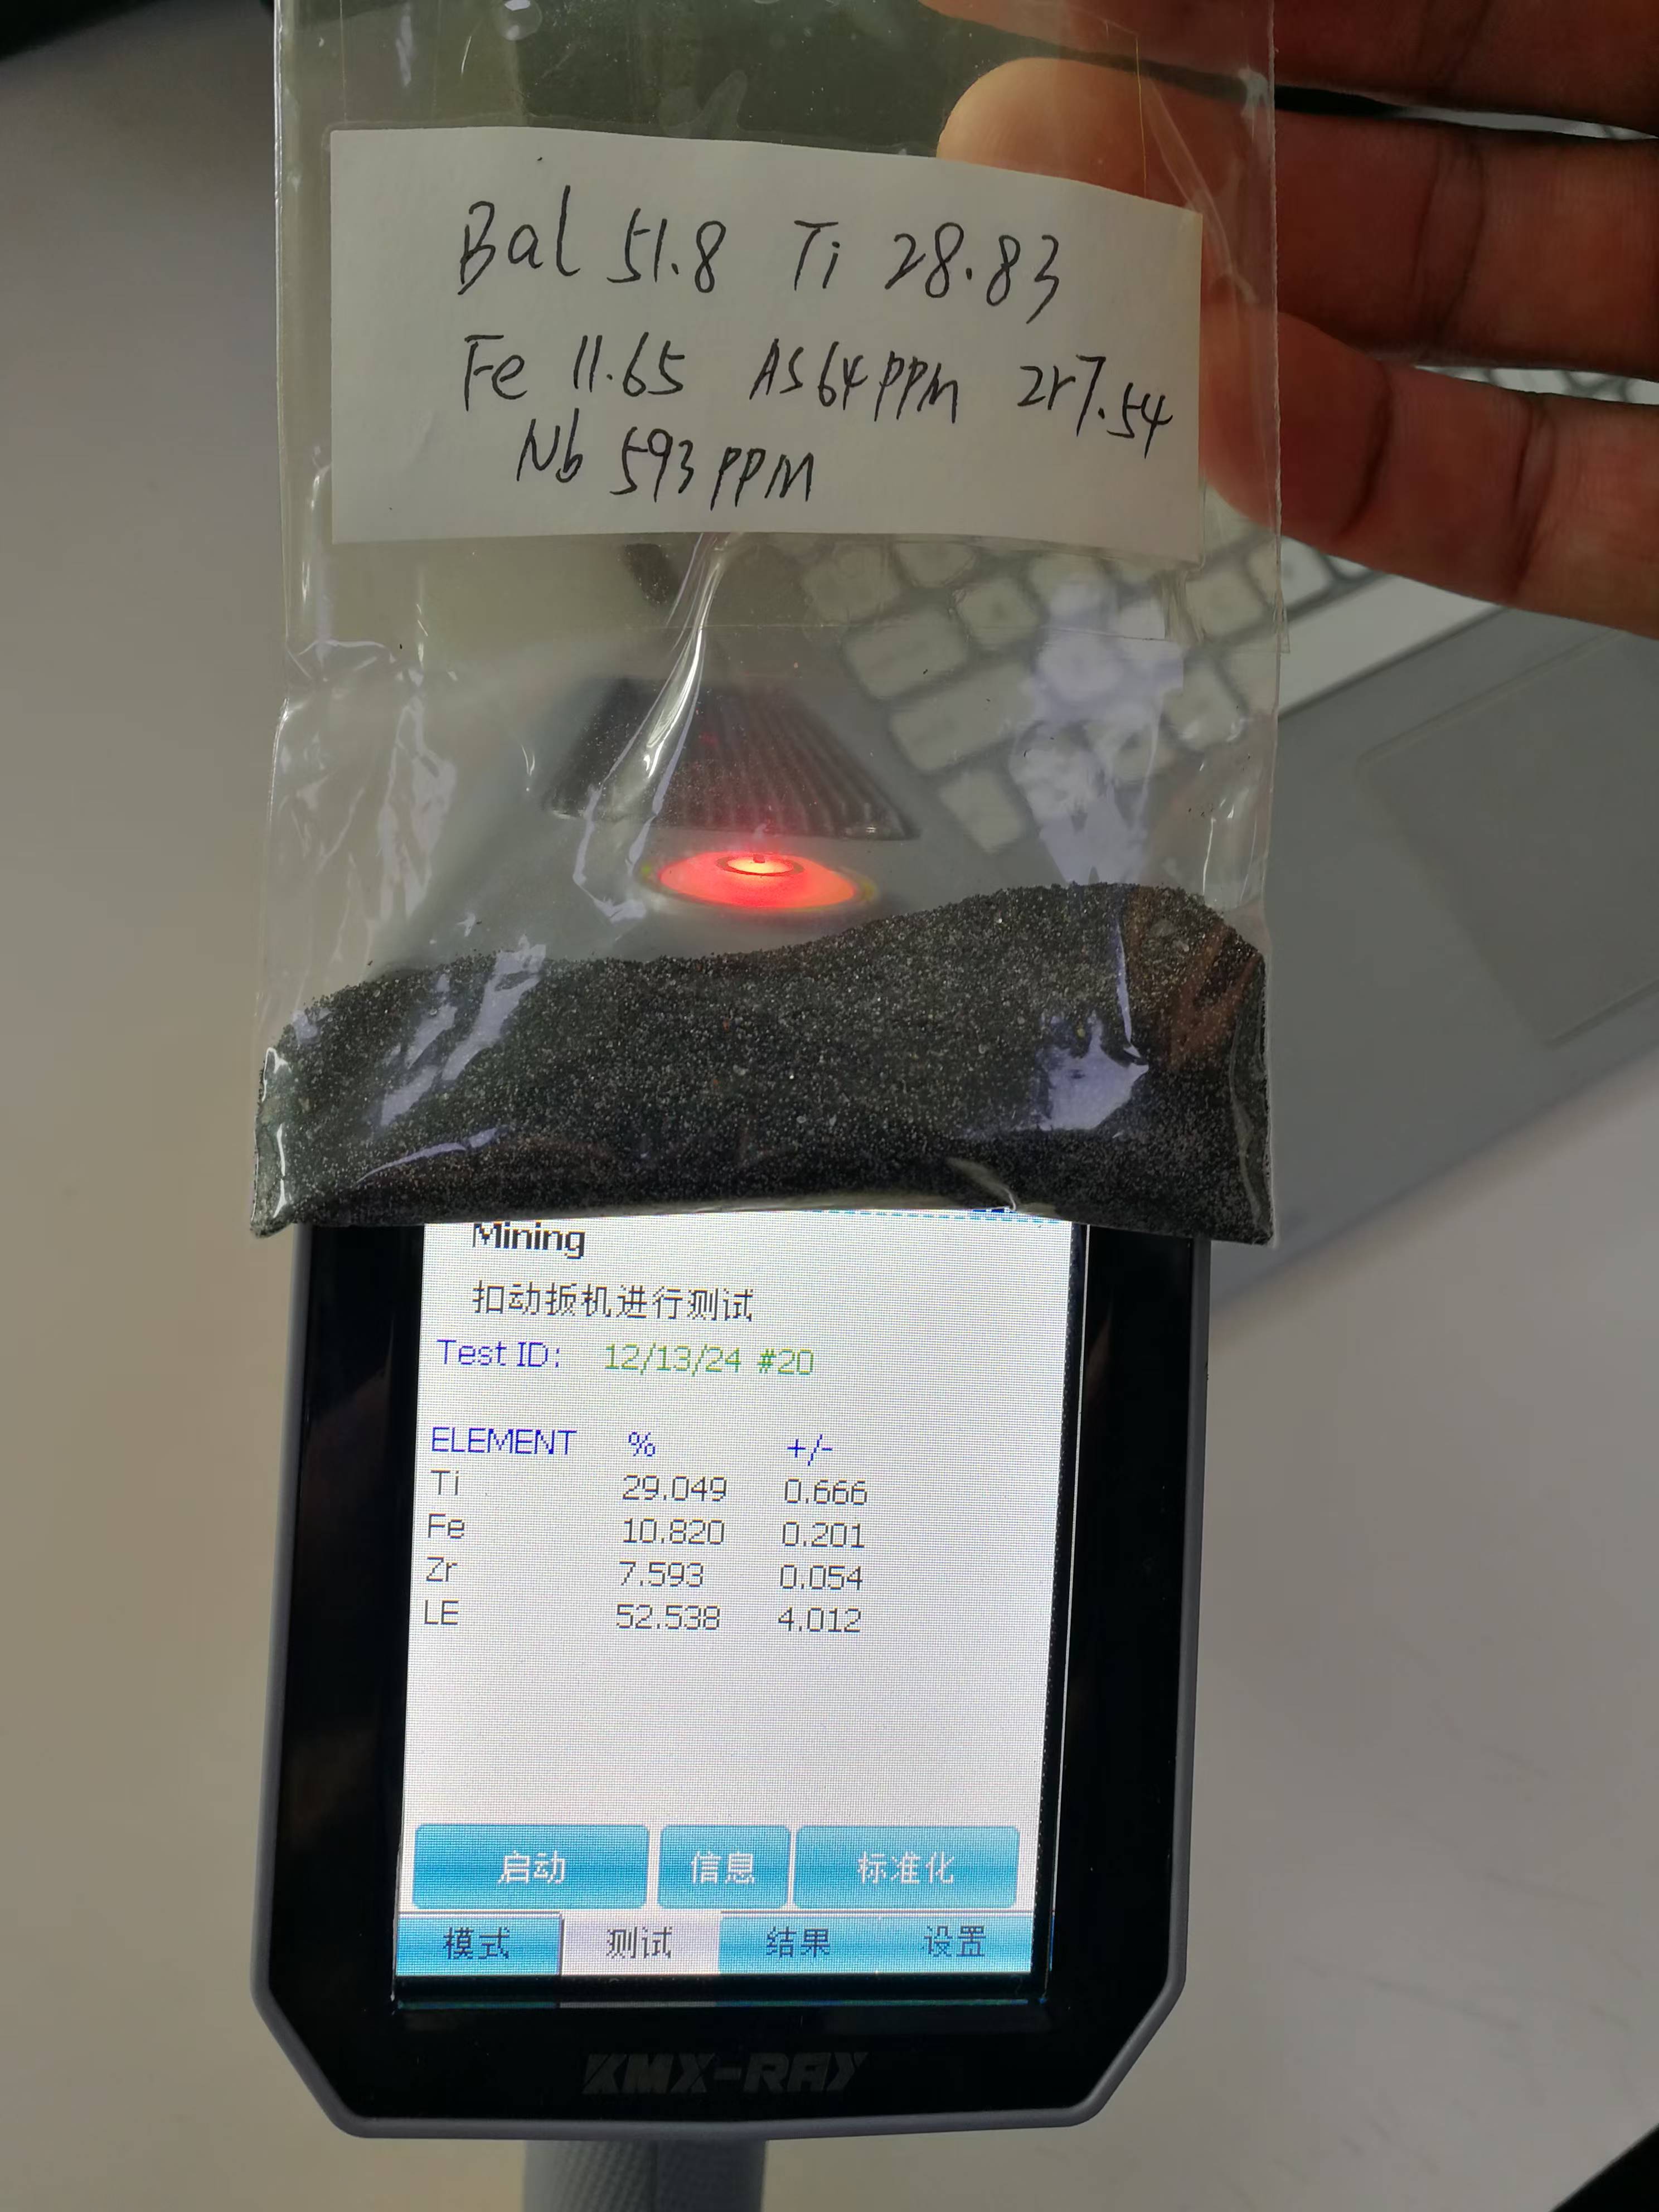 Bal 51.8 Ti 28.83
Fe 11.65 As 64 PPM Zr 7.54
Nb 593 PPM
Mining
扣动扳机进行测试
Test ID: 12/13/24 #20
ELEMENT % +/-
Ti 29.049 0.666
Fe 10.820 0.201
Zr 7.593 0.054
LE 52.538 4.012
启动 信息 标准化
模式 测试 结果 设置
KMX-RAY